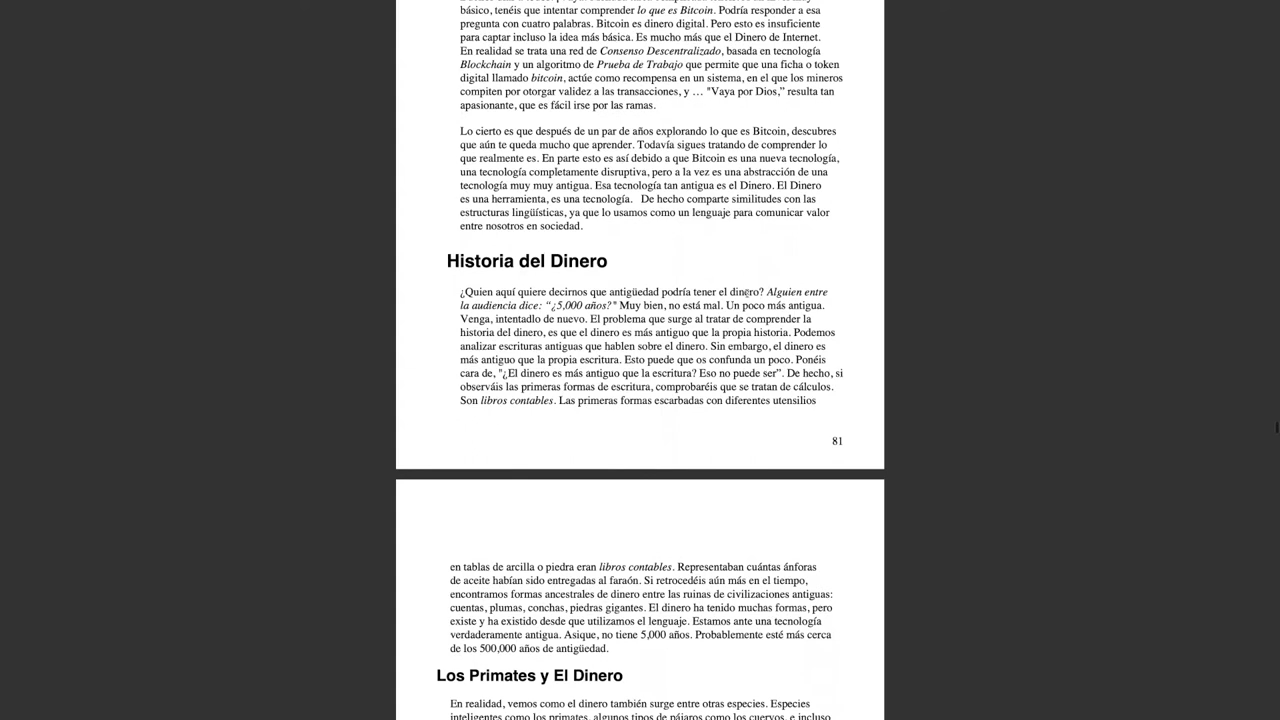 básico, tenéis que intentar comprender lo que es Bitcoin. Podría responder a esa
pregunta con cuatro palabras. Bitcoin es dinero digital. Pero esto es insuficiente
para captar incluso la idea más básica. Es mucho más que el Dinero de Internet.
En realidad se trata una red de Consenso Descentralizado, basada en tecnología
Blockchain y un algoritmo de Prueba de Trabajo que permite que una ficha o token
digital llamado bitcoin, actúe como recompensa en un sistema, en el que los mineros
compiten por otorgar validez a las transacciones, y … "Vaya por Dios,” resulta tan
apasionante, que es fácil irse por las ramas.
Lo cierto es que después de un par de años explorando lo que es Bitcoin, descubres
que aún te queda mucho que aprender. Todavía sigues tratando de comprender lo
que realmente es. En parte esto es así debido a que Bitcoin es una nueva tecnología,
una tecnología completamente disruptiva, pero a la vez es una abstracción de una
tecnología muy muy antigua. Esa tecnología tan antigua es el Dinero. El Dinero
es una herramienta, es una tecnología. De hecho comparte similitudes con las
estructuras lingüísticas, ya que lo usamos como un lenguaje para comunicar valor
entre nosotros en sociedad.
Historia del Dinero
¿Quien aquí quiere decirnos que antigüedad podría tener el dinero? Alguien entre
la audiencia dice: “¿5,000 años?" Muy bien, no está mal. Un poco más antigua.
Venga, intentadlo de nuevo. El problema que surge al tratar de comprender la
historia del dinero, es que el dinero es más antiguo que la propia historia. Podemos
analizar escrituras antiguas que hablen sobre el dinero. Sin embargo, el dinero es
más antiguo que la propia escritura. Esto puede que os confunda un poco. Ponéis
cara de, "¿El dinero es más antiguo que la escritura? Eso no puede ser”. De hecho, si
observáis las primeras formas de escritura, comprobaréis que se tratan de cálculos.
Son libros contables. Las primeras formas escarbadas con diferentes utensilios
81
en tablas de arcilla o piedra eran libros contables. Representaban cuántas ánforas
de aceite habían sido entregadas al faraón. Si retrocedéis aún más en el tiempo,
encontramos formas ancestrales de dinero entre las ruinas de civilizaciones antiguas:
cuentas, plumas, conchas, piedras gigantes. El dinero ha tenido muchas formas, pero
existe y ha existido desde que utilizamos el lenguaje. Estamos ante una tecnología
verdaderamente antigua. Asique, no tiene 5,000 años. Probablemente esté más cerca
de los 500,000 años de antigüedad.
Los Primates y El Dinero
En realidad, vemos como el dinero también surge entre otras especies. Especies
inteligentes como los primates, algunos tipos de pájaros como los cuervos, e incluso